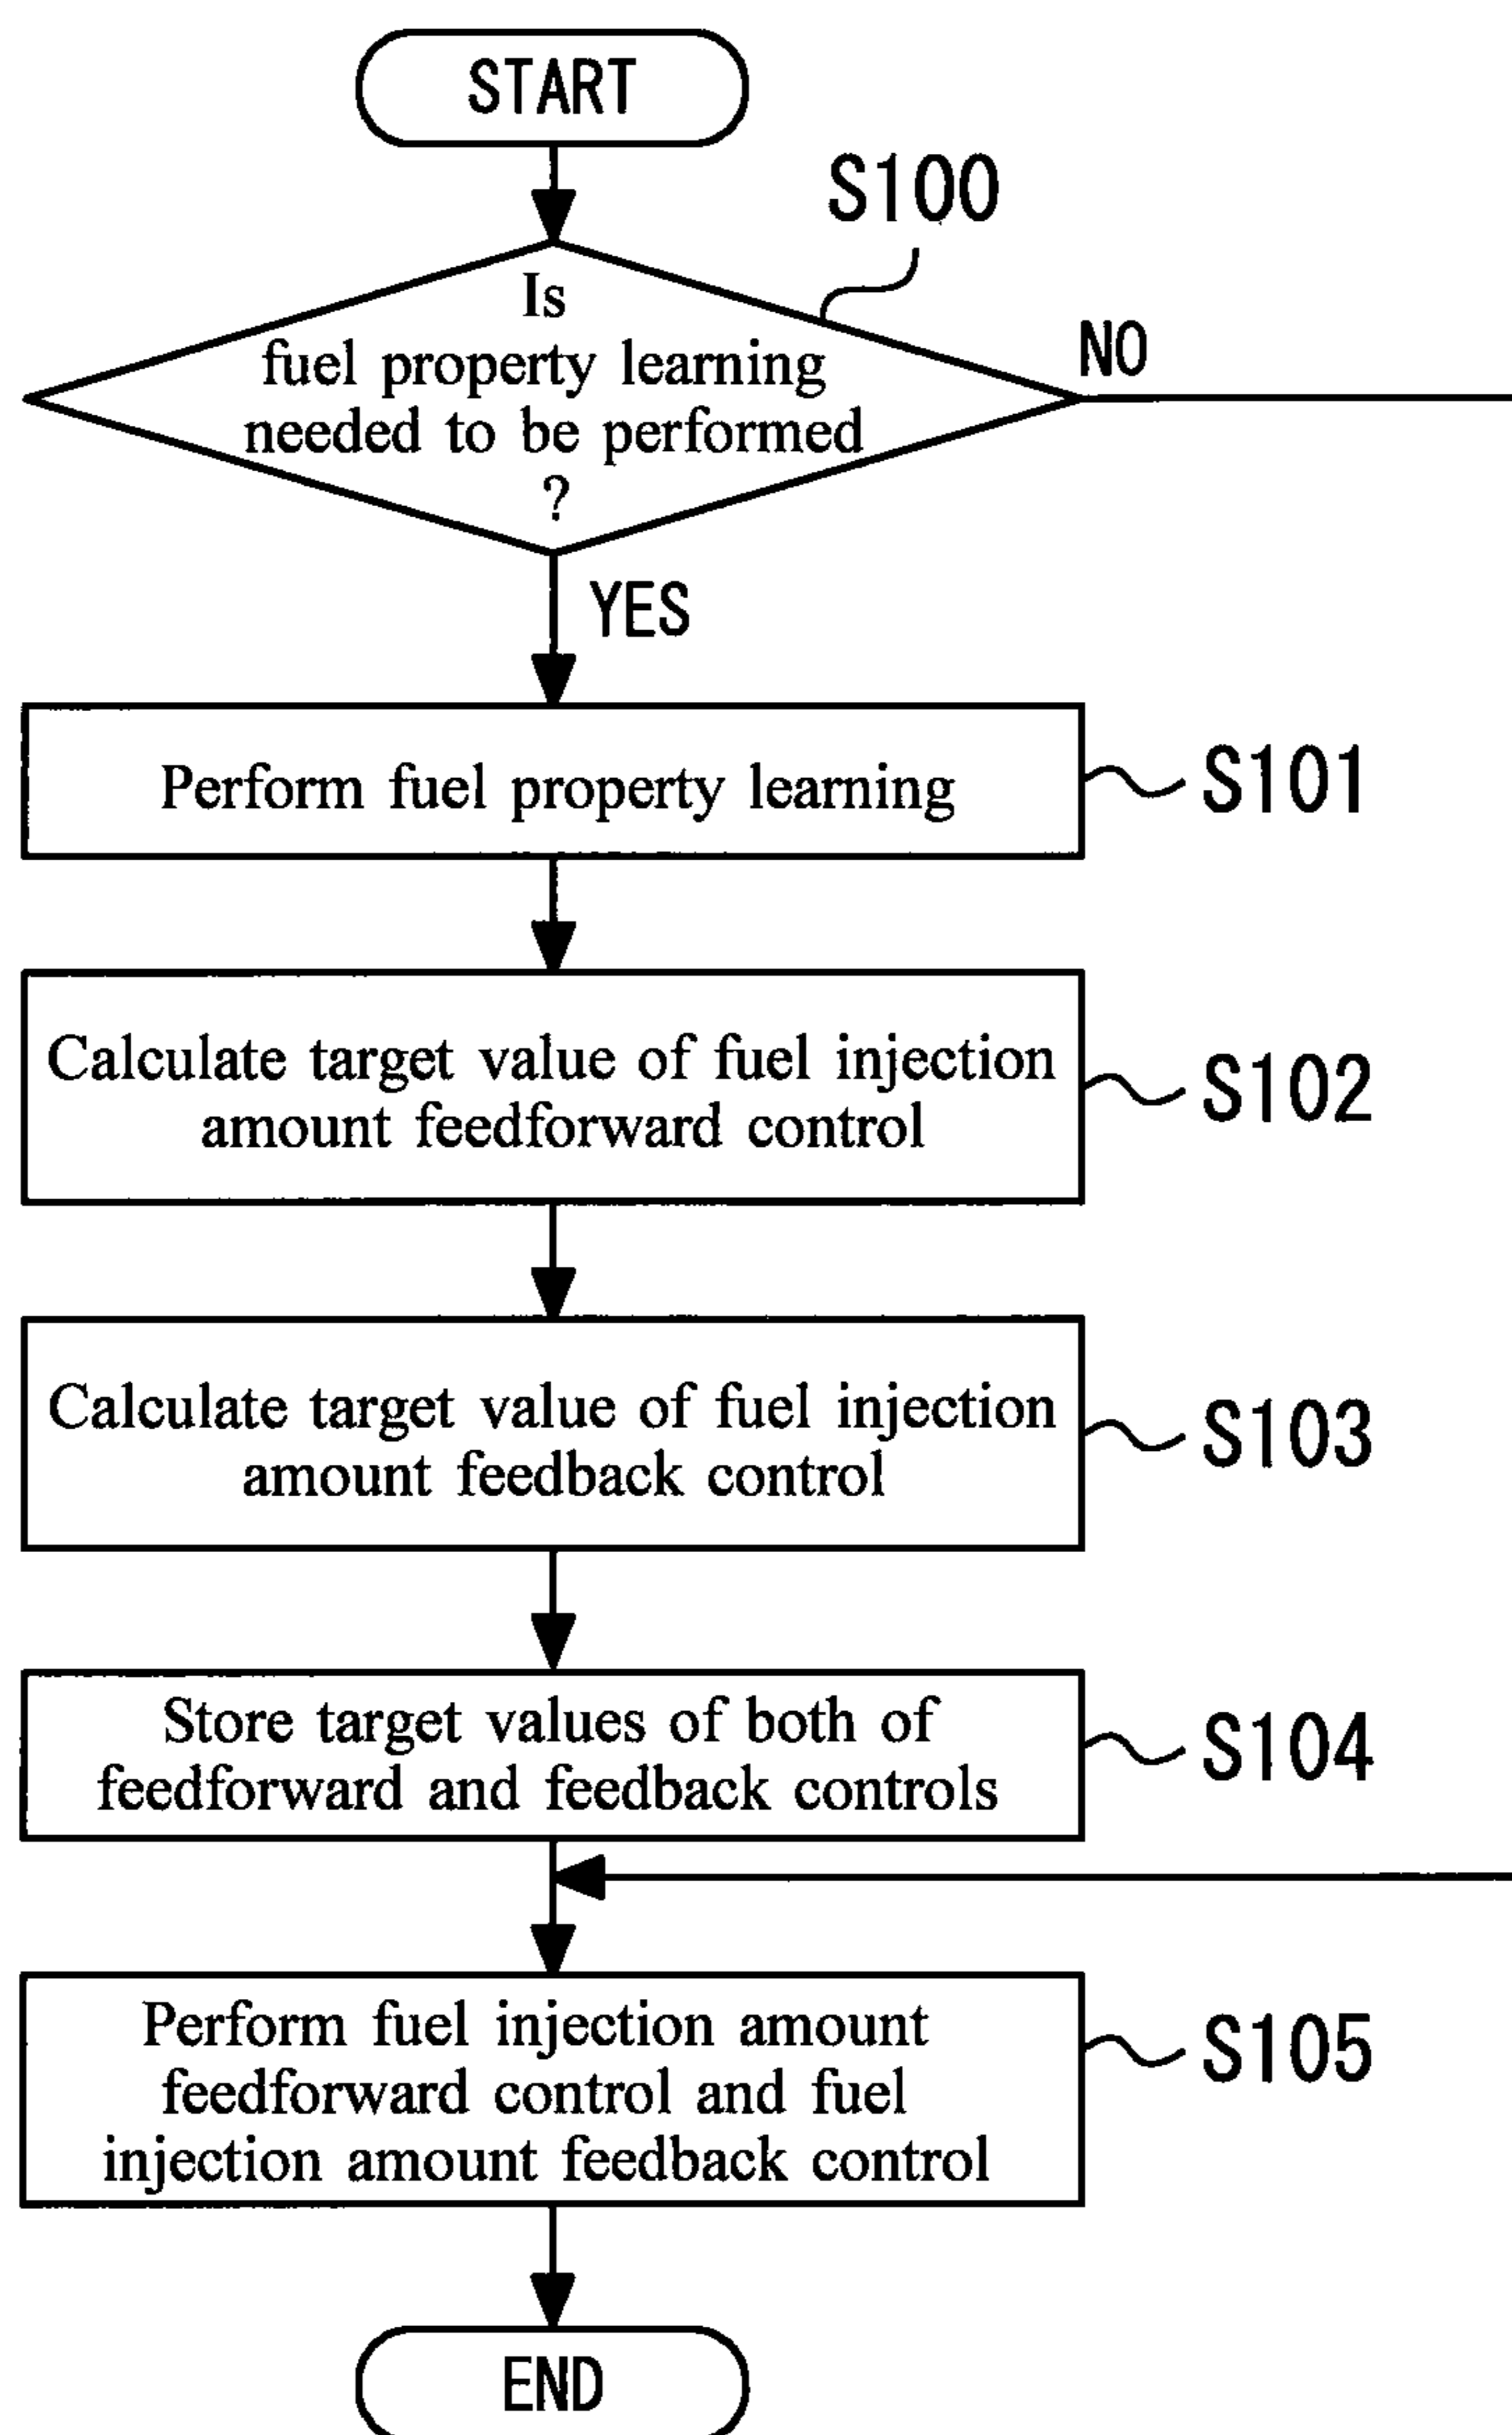 START
S100
Is
fuel property learning
needed to be performed
?
NO
YES
Perform fuel property learning
S101
Calculate target value of fuel injection
amount feedforward control
S102
Calculate target value of fuel injection
amount feedback control
S103
Store target values of both of
feedforward and feedback controls
S104
Perform fuel injection amount
feedforward control and fuel
injection amount feedback control
S105
END